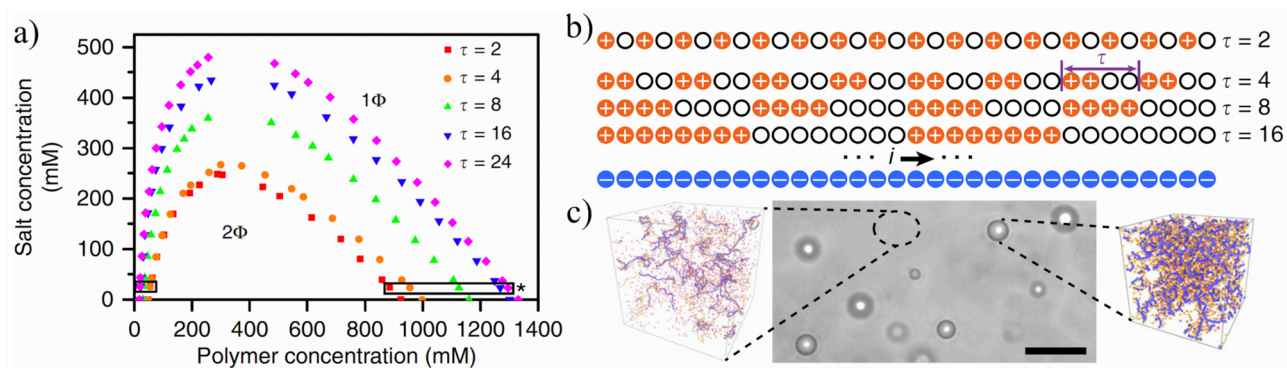 a)
500
400
300
200
100
0
Salt concentration
(mM)
τ = 2
τ = 4
τ = 8
τ = 16
τ = 24
1Φ
2Φ
*
0 200 400 600 800 1000 1200 1400
Polymer concentration (mM)
b)
+ + + + + + + + + + + + + + + + τ = 2
τ
+ + + + + + + + + + + + + + + + τ = 4
+ + + + + + + + + + + + + + + + τ = 8
+ + + + + + + + + + + + + + + + τ = 16
···· i ····
− − − − − − − − − − − − − − − − − − − − − − − − − − − − − − − −
c)